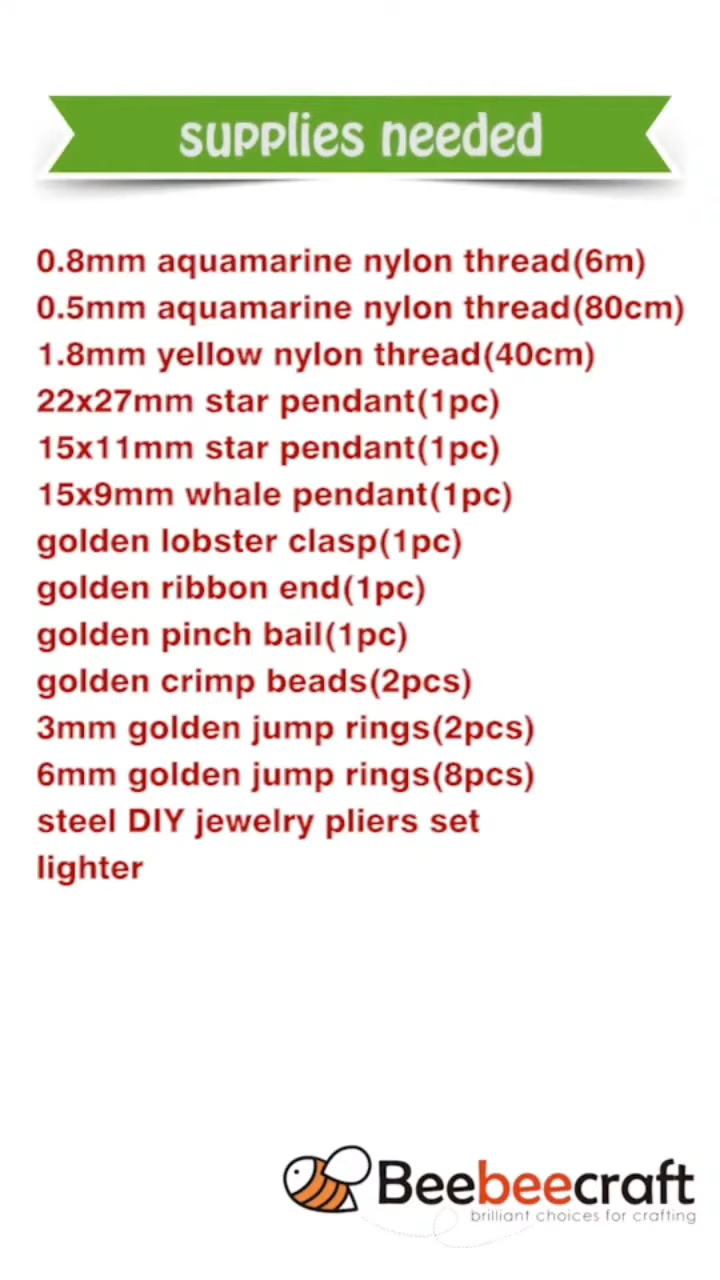 supplies needed
0.8mm aquamarine nylon thread(6m)
0.5mm aquamarine nylon thread(80cm)
1.8mm yellow nylon thread(40cm)
22x27mm star pendant(1pc)
15x11mm star pendant(1pc)
15x9mm whale pendant(1pc)
golden lobster clasp(1pc)
golden ribbon end(1pc)
golden pinch bail(1pc)
golden crimp beads(2pcs)
3mm golden jump rings(2pcs)
6mm golden jump rings(8pcs)
steel DIY jewelry pliers set
lighter
Beebeecraft
brilliant choices for crafting